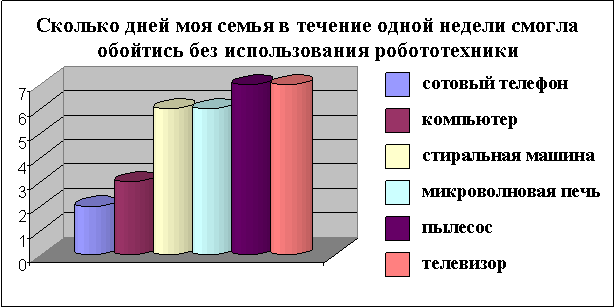 Сколько дней моя семья в течение одной недели смогла
обойтись без использования робототехники
7
6
5
4
3
2
1
0
сотовый телефон
компьютер
стиральная машина
микроволновая печь
пылесос
телевизор